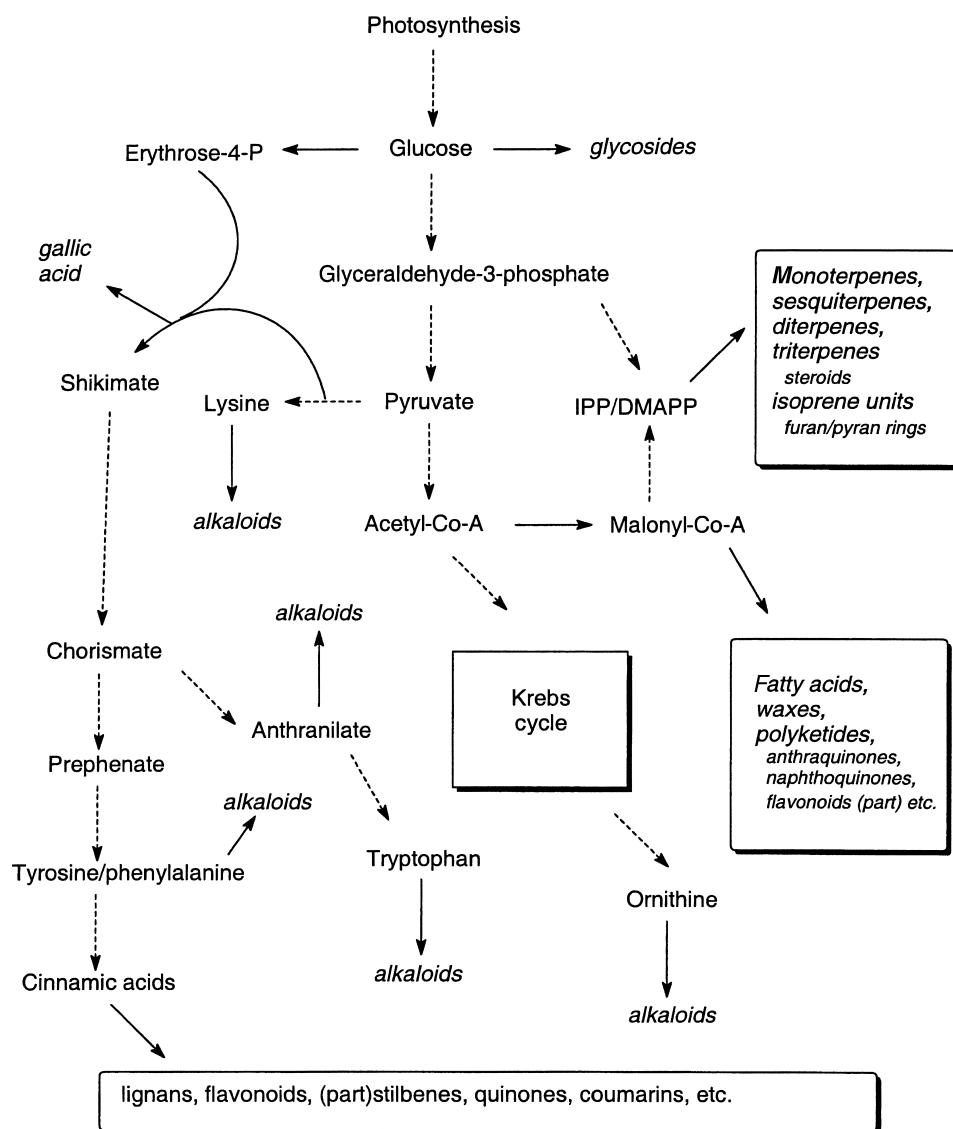 Photosynthesis
Erythrose-4-P
Glucose
glycosides
gallic
acid
Glyceraldehyde-3-phosphate
Monoterpenes,
sesquiterpenes,
diterpenes,
triterpenes
steroids
isoprene units
furan/pyran rings
Shikimate
Lysine
Pyruvate
IPP/DMAPP
alkaloids
Acetyl-Co-A
Malonyl-Co-A
alkaloids
Chorismate
Anthranilate
Krebs
cycle
Fatty acids,
waxes,
polyketides,
anthraquinones,
naphthoquinones,
flavonoids (part) etc.
Prephenate
alkaloids
Tyrosine/phenylalanine
Tryptophan
Ornithine
Cinnamic acids
alkaloids
alkaloids
lignans, flavonoids, (part)stilbenes, quinones, coumarins, etc.